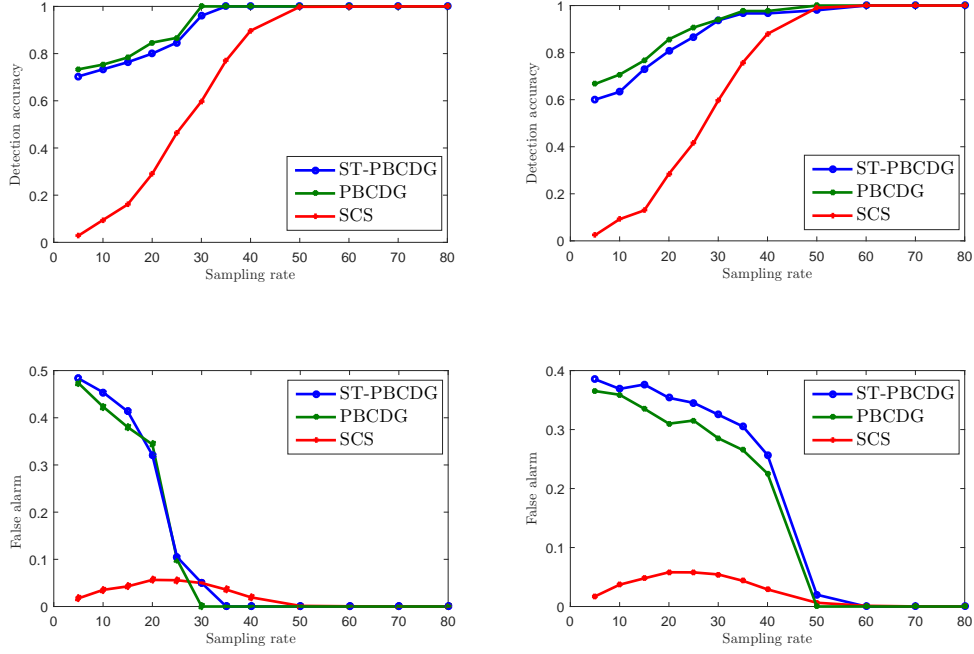 1
0.8
0.6
0.4
0.2
0
Detection accuracy
ST-PBCDG
PBCDG
SCS
0 10 20 30 40 50 60 70 80
Sampling rate
1
0.8
0.6
0.4
0.2
0
Detection accuracy
ST-PBCDG
PBCDG
SCS
0 10 20 30 40 50 60 70 80
Sampling rate
0.5
0.4
0.3
0.2
0.1
0
False alarm
ST-PBCDG
PBCDG
SCS
0 10 20 30 40 50 60 70 80
Sampling rate
0.4
0.3
0.2
0.1
0
False alarm
ST-PBCDG
PBCDG
SCS
0 10 20 30 40 50 60 70 80
Sampling rate